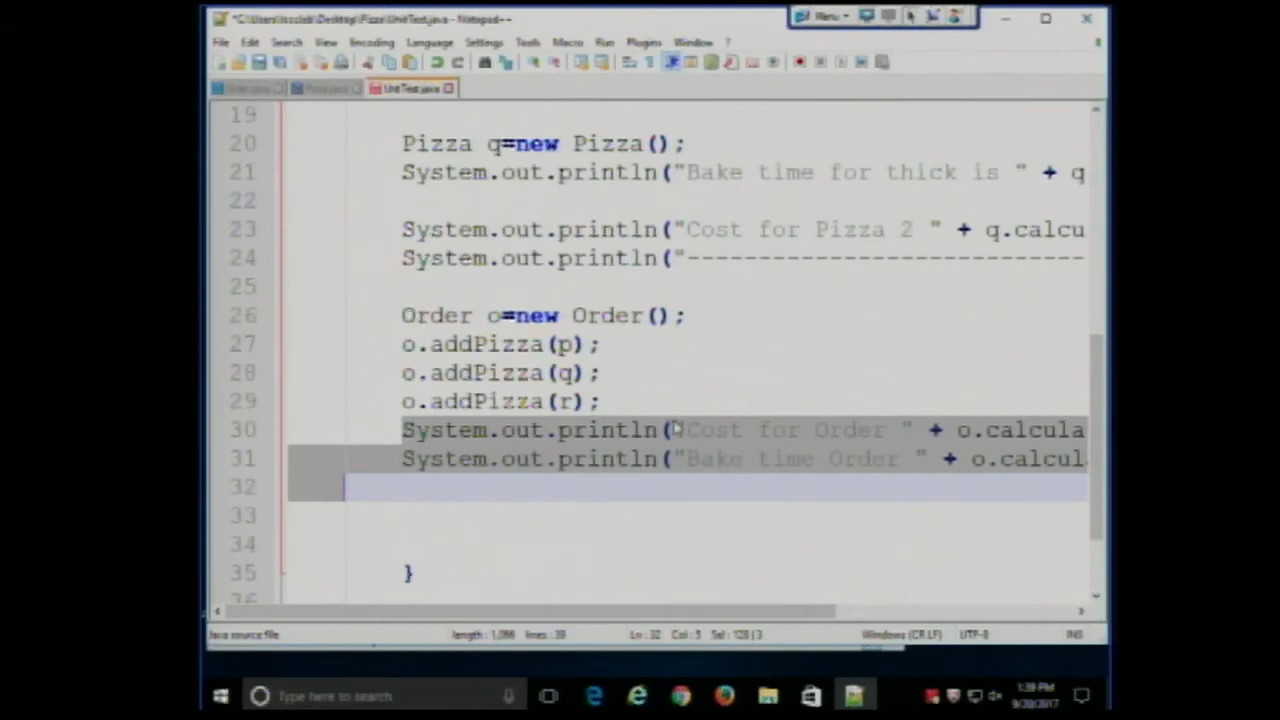 *C:\Users\lccclab\Desktop\Pizza\UnitTest.java - Notepad++
Menu
File Edit Search View Encoding Language Settings Tools Macro Run Plugins Window ?
UnitTest.java
19
20 Pizza q=new Pizza();
21 System.out.println("Bake time for thick is " + q
22
23 System.out.println("Cost for Pizza 2 " + q.calcu
24 System.out.println("----------------------------
25
26 Order o=new Order();
27 o.addPizza(p);
28 o.addPizza(q);
29 o.addPizza(r);
30 System.out.println("Cost for Order " + o.calcula
31 System.out.println("Bake time Order " + o.calcul
32
33
34
35 }
36
Java source file length : 1,066 lines : 39 Ln : 32 Col : 5 Sel : 128 | 3 Windows (CR LF) UTF-8 INS
Type here to search
1:39 PM
9/20/2017